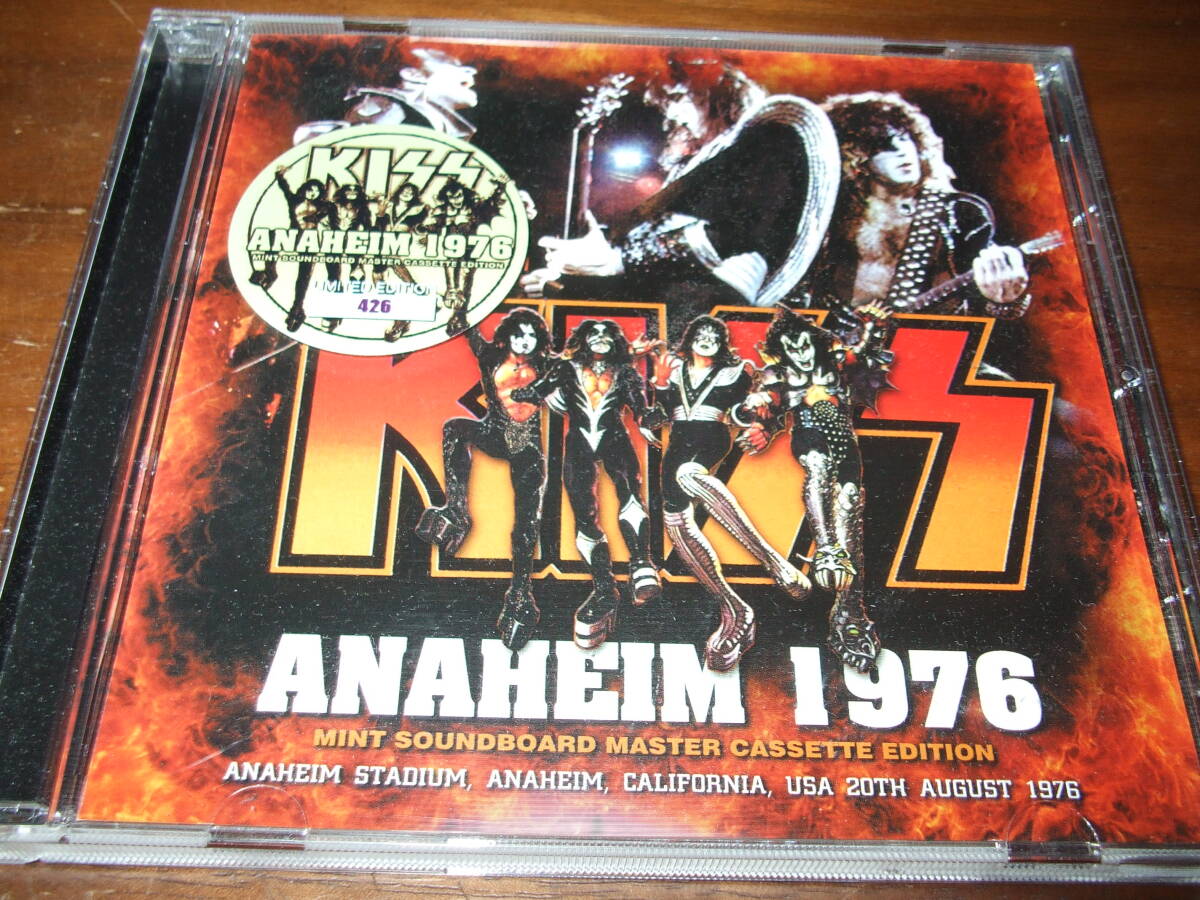 KISS
ANAHEIM 1976
MINT SOUNDBOARD MASTER CASSETTE EDITION
LIMITED EDITION
426
KISS
ANAHEIM 1976
MINT SOUNDBOARD MASTER CASSETTE EDITION
ANAHEIM STADIUM, ANAHEIM, CALIFORNIA, USA 20TH AUGUST 1976